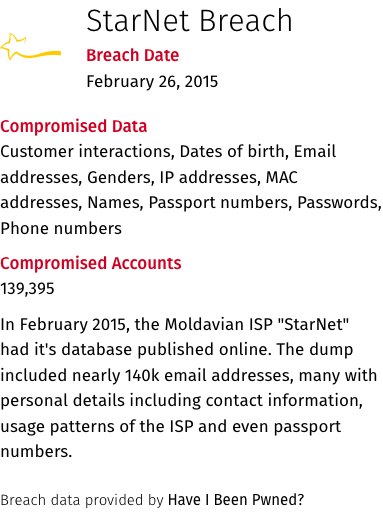 StarNet Breach
Breach Date
February 26, 2015
Compromised Data
Customer interactions, Dates of birth, Email
addresses, Genders, IP addresses, MAC
addresses, Names, Passport numbers, Passwords,
Phone numbers
Compromised Accounts
139,395
In February 2015, the Moldavian ISP "StarNet"
had it's database published online. The dump
included nearly 140k email addresses, many with
personal details including contact information,
usage patterns of the ISP and even passport
numbers.
Breach data provided by Have I Been Pwned?